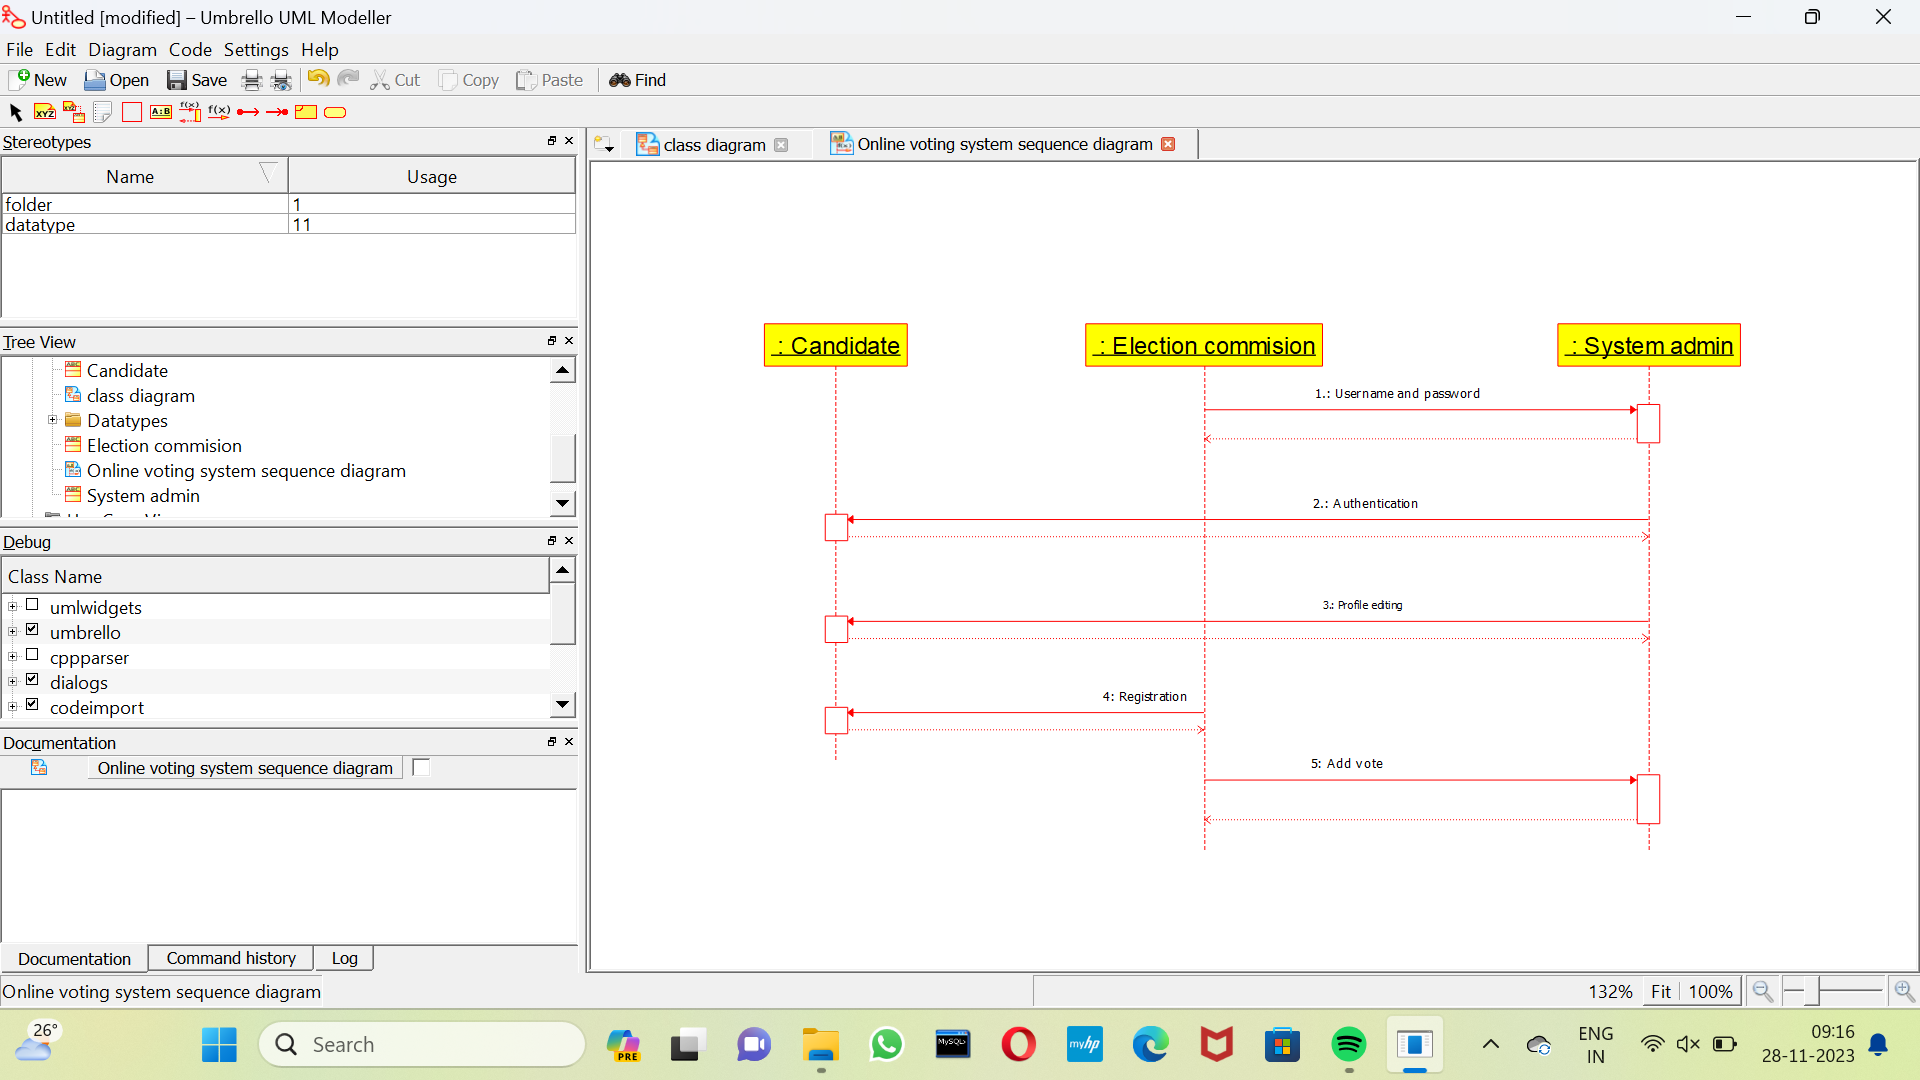 Untitled [modified] – Umbrello UML Modeller
File Edit Diagram Code Settings Help
New Open Save Cut Copy Paste Find
XYZ XYZ A:B f(x) f(x)
Stereotypes
Name Usage
folder 1
datatype 11
Tree View
Candidate
class diagram
Datatypes
Election commision
Online voting system sequence diagram
System admin
Debug
Class Name
umlwidgets
umbrello
cppparser
dialogs
codeimport
Documentation
Online voting system sequence diagram
Documentation Command history Log
class diagram Online voting system sequence diagram
: Candidate : Election commision : System admin
1.: Username and password
2.: Authentication
3.: Profile editing
4: Registration
5: Add vote
Online voting system sequence diagram 132% Fit 100%
26°
Search
PRE
MySQL
myhp
ENG
IN
09:16
28-11-2023